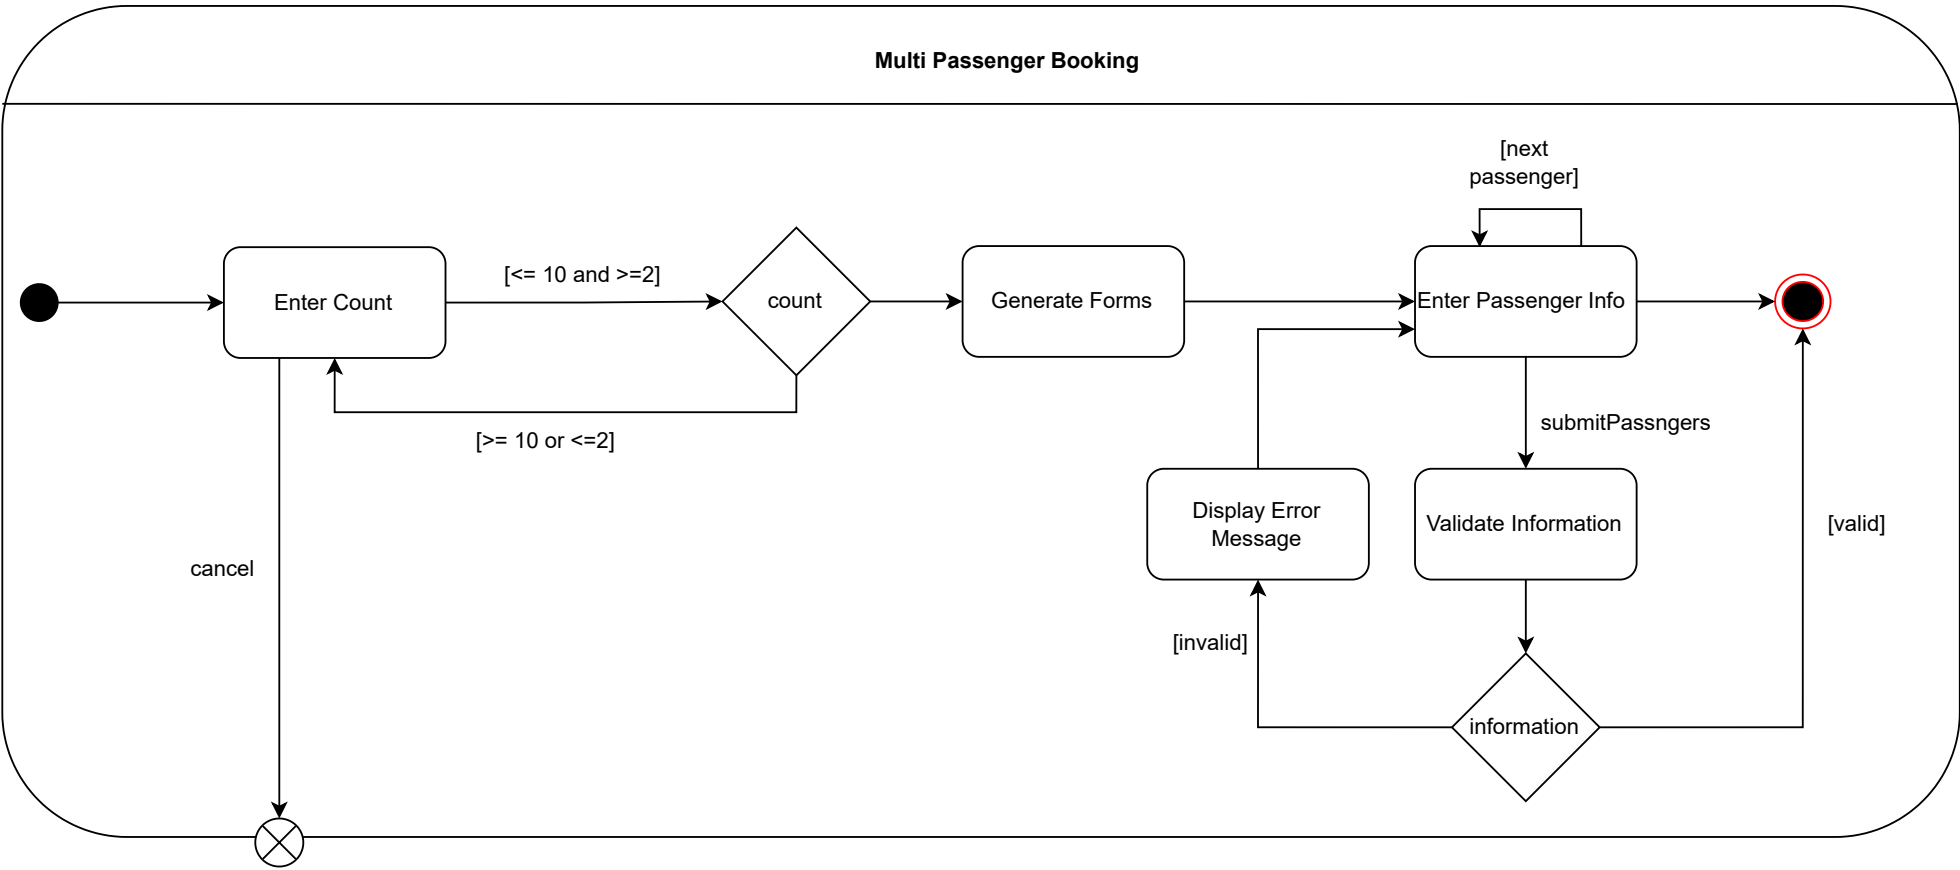 Multi Passenger Booking
[next
passenger]
Enter Count
[<= 10 and >=2]
count
Generate Forms
Enter Passenger Info
[>= 10 or <=2]
submitPassngers
Display Error
Message
Validate Information
[valid]
cancel
[invalid]
information